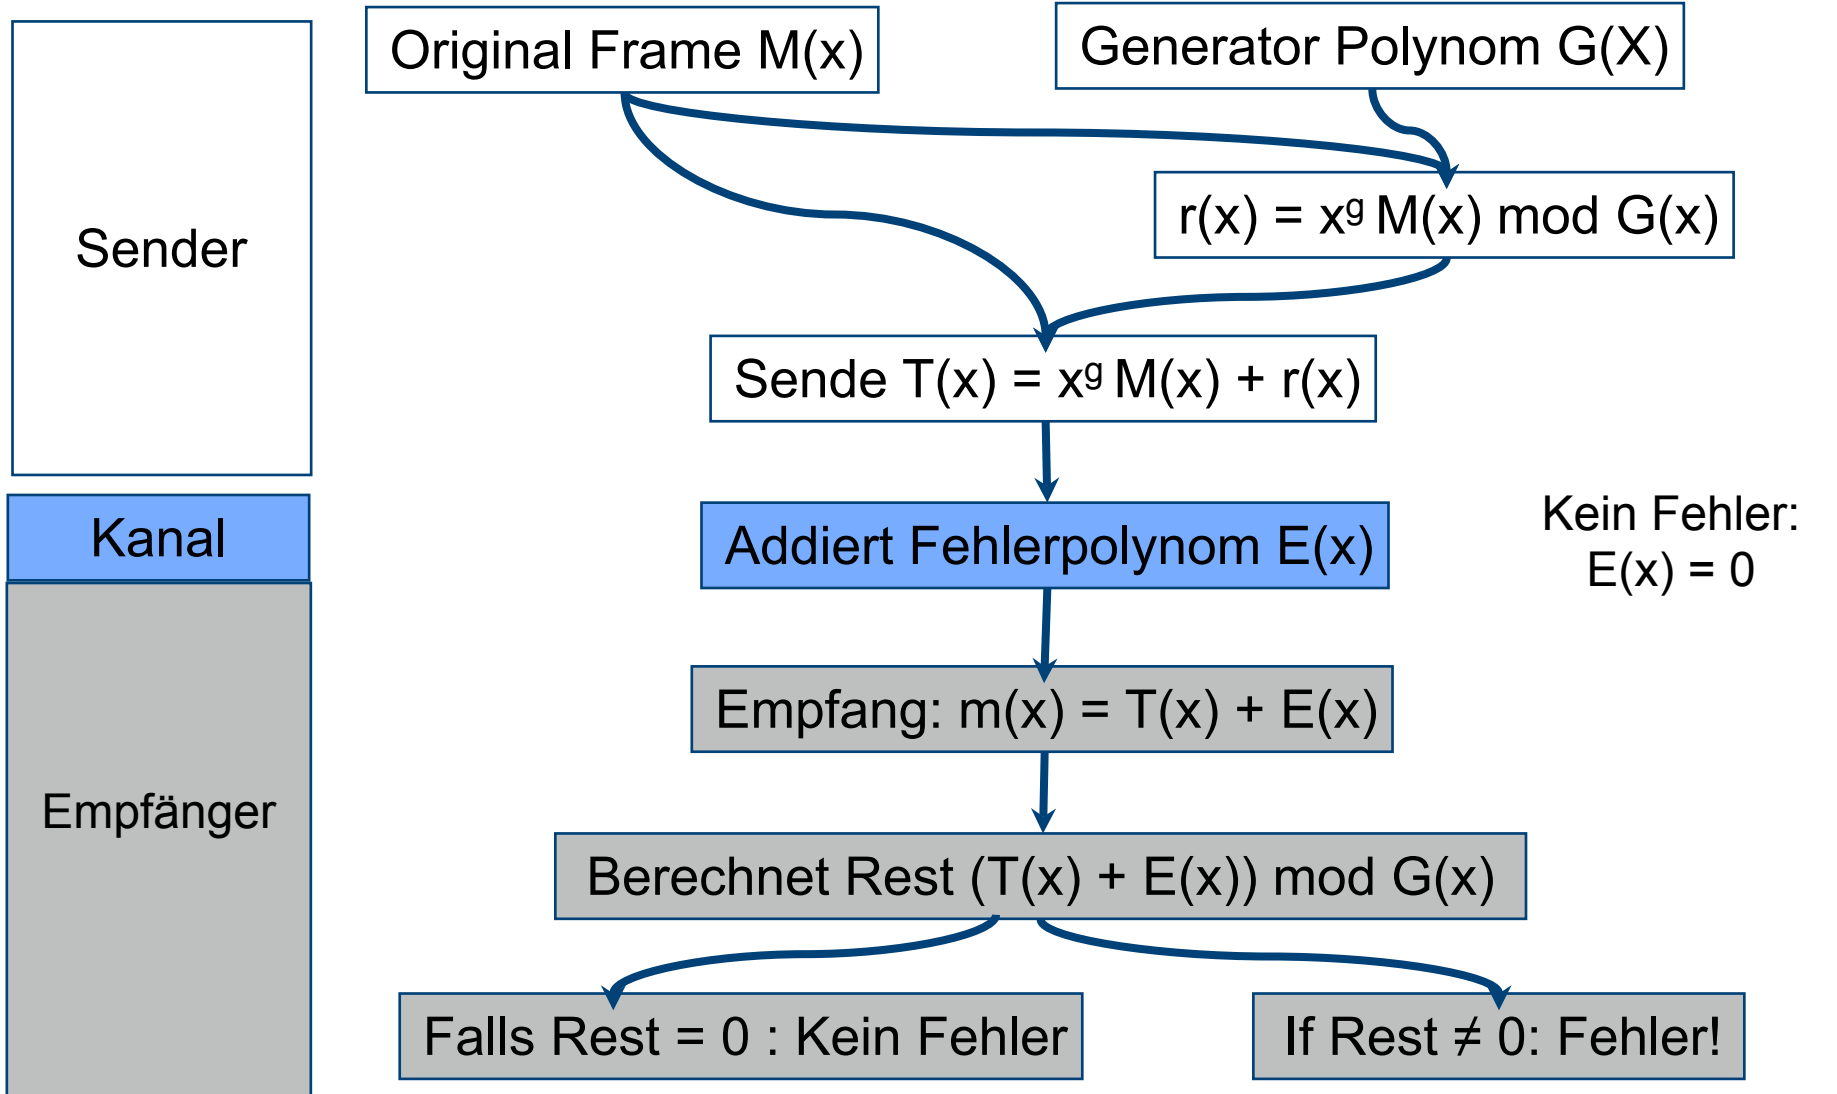 Original Frame M(x)
Generator Polynom G(X)
Sender
r(x) = xᵍ M(x) mod G(x)
Sende T(x) = xᵍ M(x) + r(x)
Kanal
Addiert Fehlerpolynom E(x)
Kein Fehler:
E(x) = 0
Empfang: m(x) = T(x) + E(x)
Empfänger
Berechnet Rest (T(x) + E(x)) mod G(x)
Falls Rest = 0 : Kein Fehler
If Rest ≠ 0: Fehler!